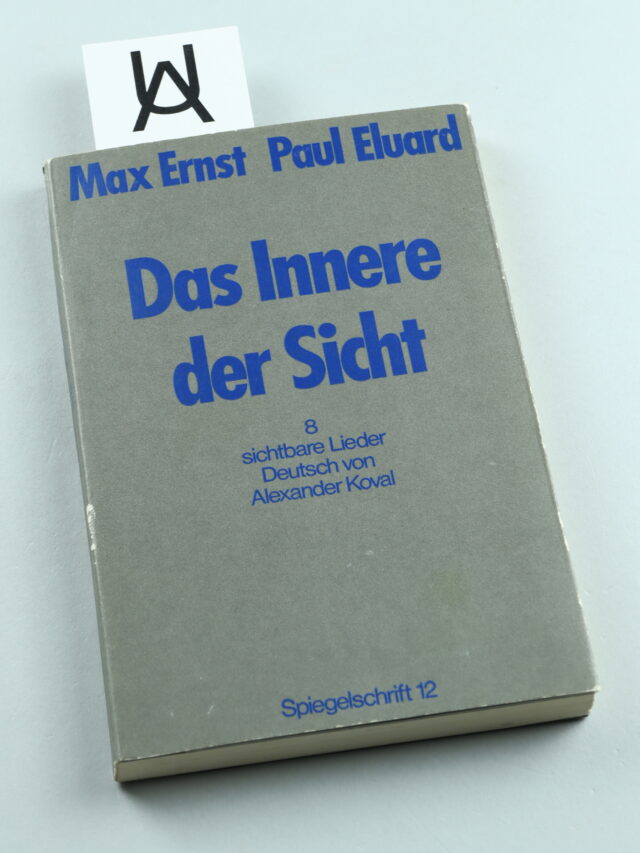 Max Ernst Paul Eluard
Das Innere
der Sicht
8
sichtbare Lieder
Deutsch von
Alexander Koval
Spiegelschrift 12